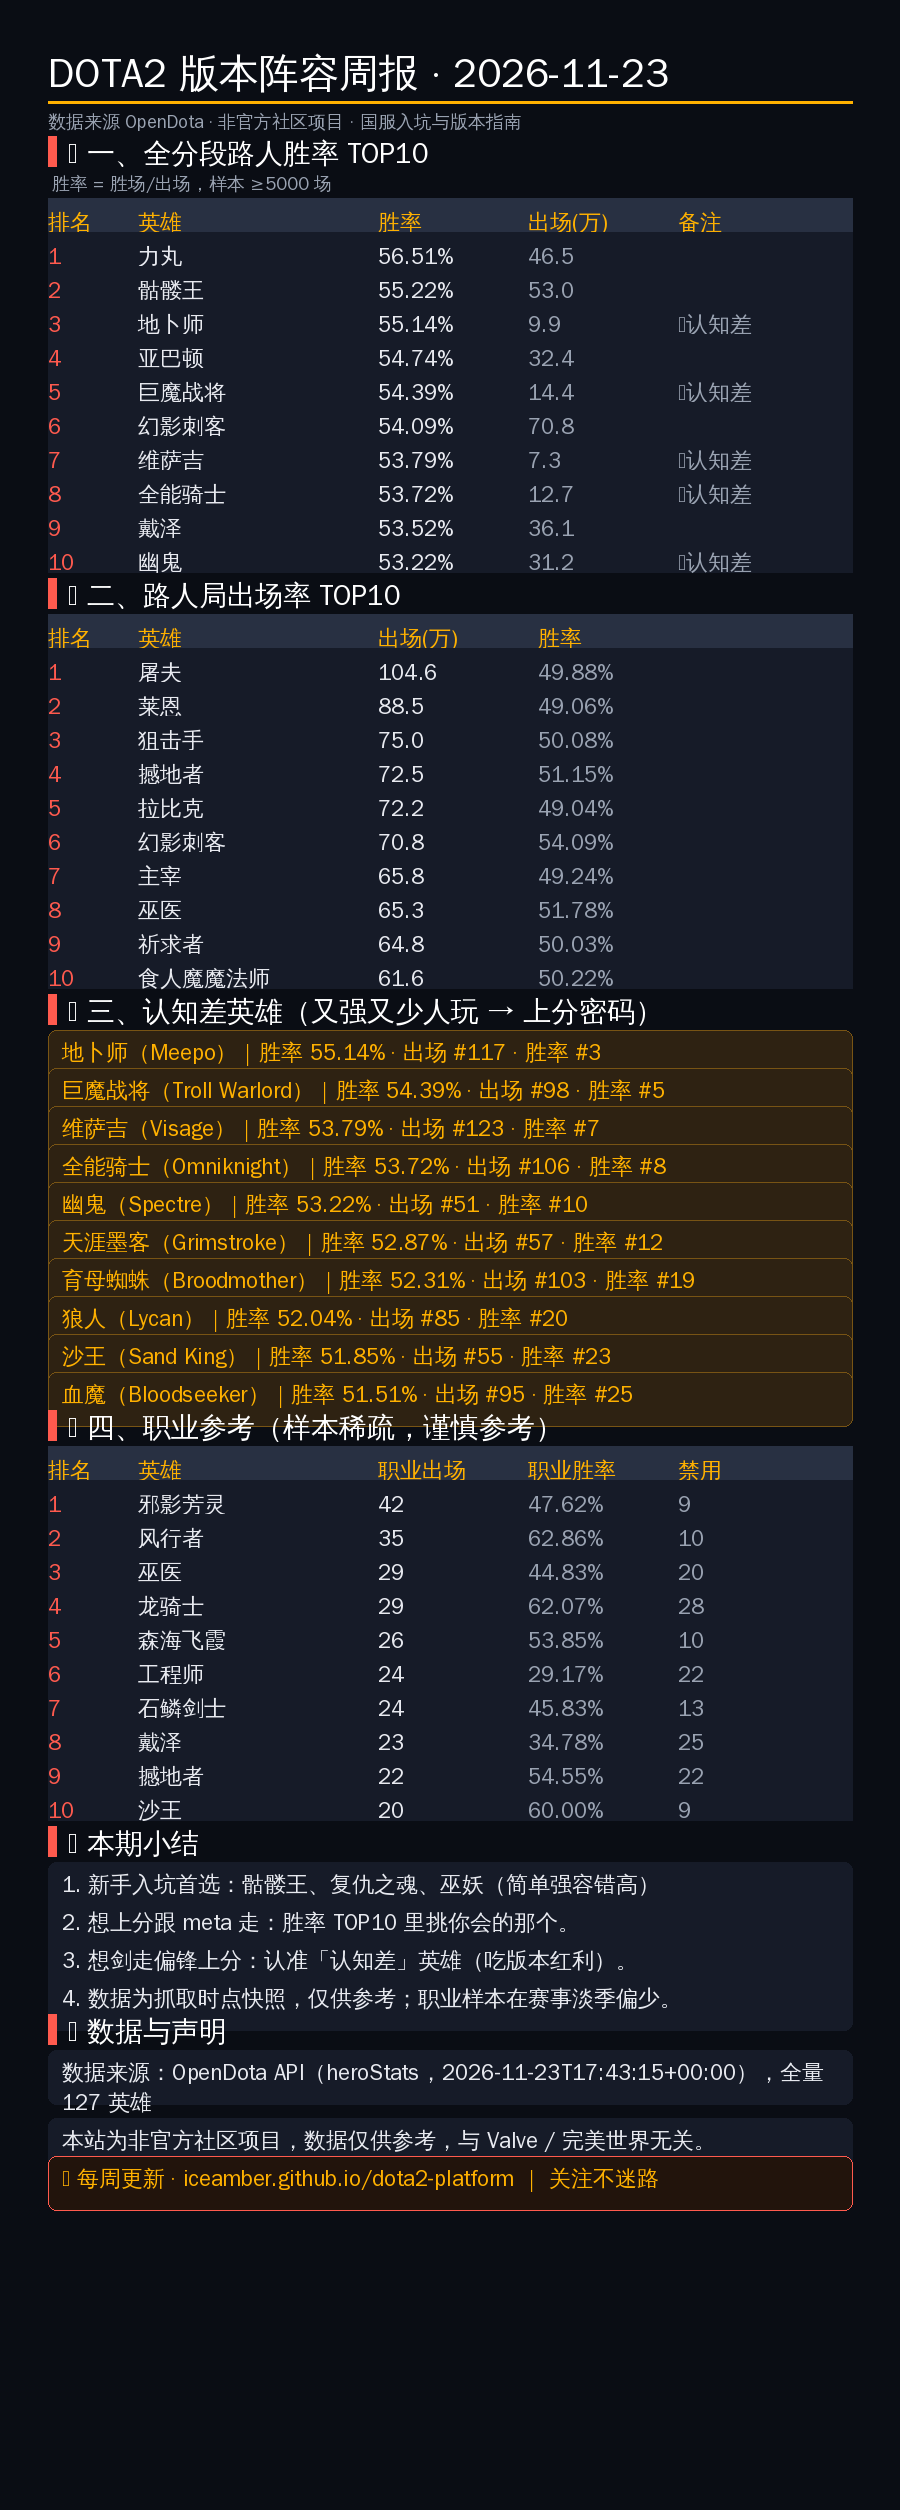 DOTA2 版本阵容周报 · 2026-11-23
数据来源 OpenDota · 非官方社区项目 · 国服入坑与版本指南
一、全分段路人胜率 TOP10
胜率 = 胜场/出场，样本 ≥5000 场
排名 英雄 胜率 出场(万) 备注
1 力丸 56.51% 46.5
2 骷髅王 55.22% 53.0
3 地卜师 55.14% 9.9 认知差
4 亚巴顿 54.74% 32.4
5 巨魔战将 54.39% 14.4 认知差
6 幻影刺客 54.09% 70.8
7 维萨吉 53.79% 7.3 认知差
8 全能骑士 53.72% 12.7 认知差
9 戴泽 53.52% 36.1
10 幽鬼 53.22% 31.2 认知差
二、路人局出场率 TOP10
排名 英雄 出场(万) 胜率
1 屠夫 104.6 49.88%
2 莱恩 88.5 49.06%
3 狙击手 75.0 50.08%
4 撼地者 72.5 51.15%
5 拉比克 72.2 49.04%
6 幻影刺客 70.8 54.09%
7 主宰 65.8 49.24%
8 巫医 65.3 51.78%
9 祈求者 64.8 50.03%
10 食人魔魔法师 61.6 50.22%
三、认知差英雄（又强又少人玩 → 上分密码）
地卜师（Meepo）｜胜率 55.14% · 出场 #117 · 胜率 #3
巨魔战将（Troll Warlord）｜胜率 54.39% · 出场 #98 · 胜率 #5
维萨吉（Visage）｜胜率 53.79% · 出场 #123 · 胜率 #7
全能骑士（Omniknight）｜胜率 53.72% · 出场 #106 · 胜率 #8
幽鬼（Spectre）｜胜率 53.22% · 出场 #51 · 胜率 #10
天涯墨客（Grimstroke）｜胜率 52.87% · 出场 #57 · 胜率 #12
育母蜘蛛（Broodmother）｜胜率 52.31% · 出场 #103 · 胜率 #19
狼人（Lycan）｜胜率 52.04% · 出场 #85 · 胜率 #20
沙王（Sand King）｜胜率 51.85% · 出场 #55 · 胜率 #23
血魔（Bloodseeker）｜胜率 51.51% · 出场 #95 · 胜率 #25
四、职业参考（样本稀疏，谨慎参考）
排名 英雄 职业出场 职业胜率 禁用
1 邪影芳灵 42 47.62% 9
2 风行者 35 62.86% 10
3 巫医 29 44.83% 20
4 龙骑士 29 62.07% 28
5 森海飞霞 26 53.85% 10
6 工程师 24 29.17% 22
7 石鳞剑士 24 45.83% 13
8 戴泽 23 34.78% 25
9 撼地者 22 54.55% 22
10 沙王 20 60.00% 9
本期小结
1. 新手入坑首选：骷髅王、复仇之魂、巫妖（简单强容错高）
2. 想上分跟 meta 走：胜率 TOP10 里挑你会的那个。
3. 想剑走偏锋上分：认准「认知差」英雄（吃版本红利）。
4. 数据为抓取时点快照，仅供参考；职业样本在赛事淡季偏少。
数据与声明
数据来源：OpenDota API（heroStats，2026-11-23T17:43:15+00:00），全量
127 英雄
本站为非官方社区项目，数据仅供参考，与 Valve / 完美世界无关。
每周更新 · iceamber.github.io/dota2-platform ｜ 关注不迷路